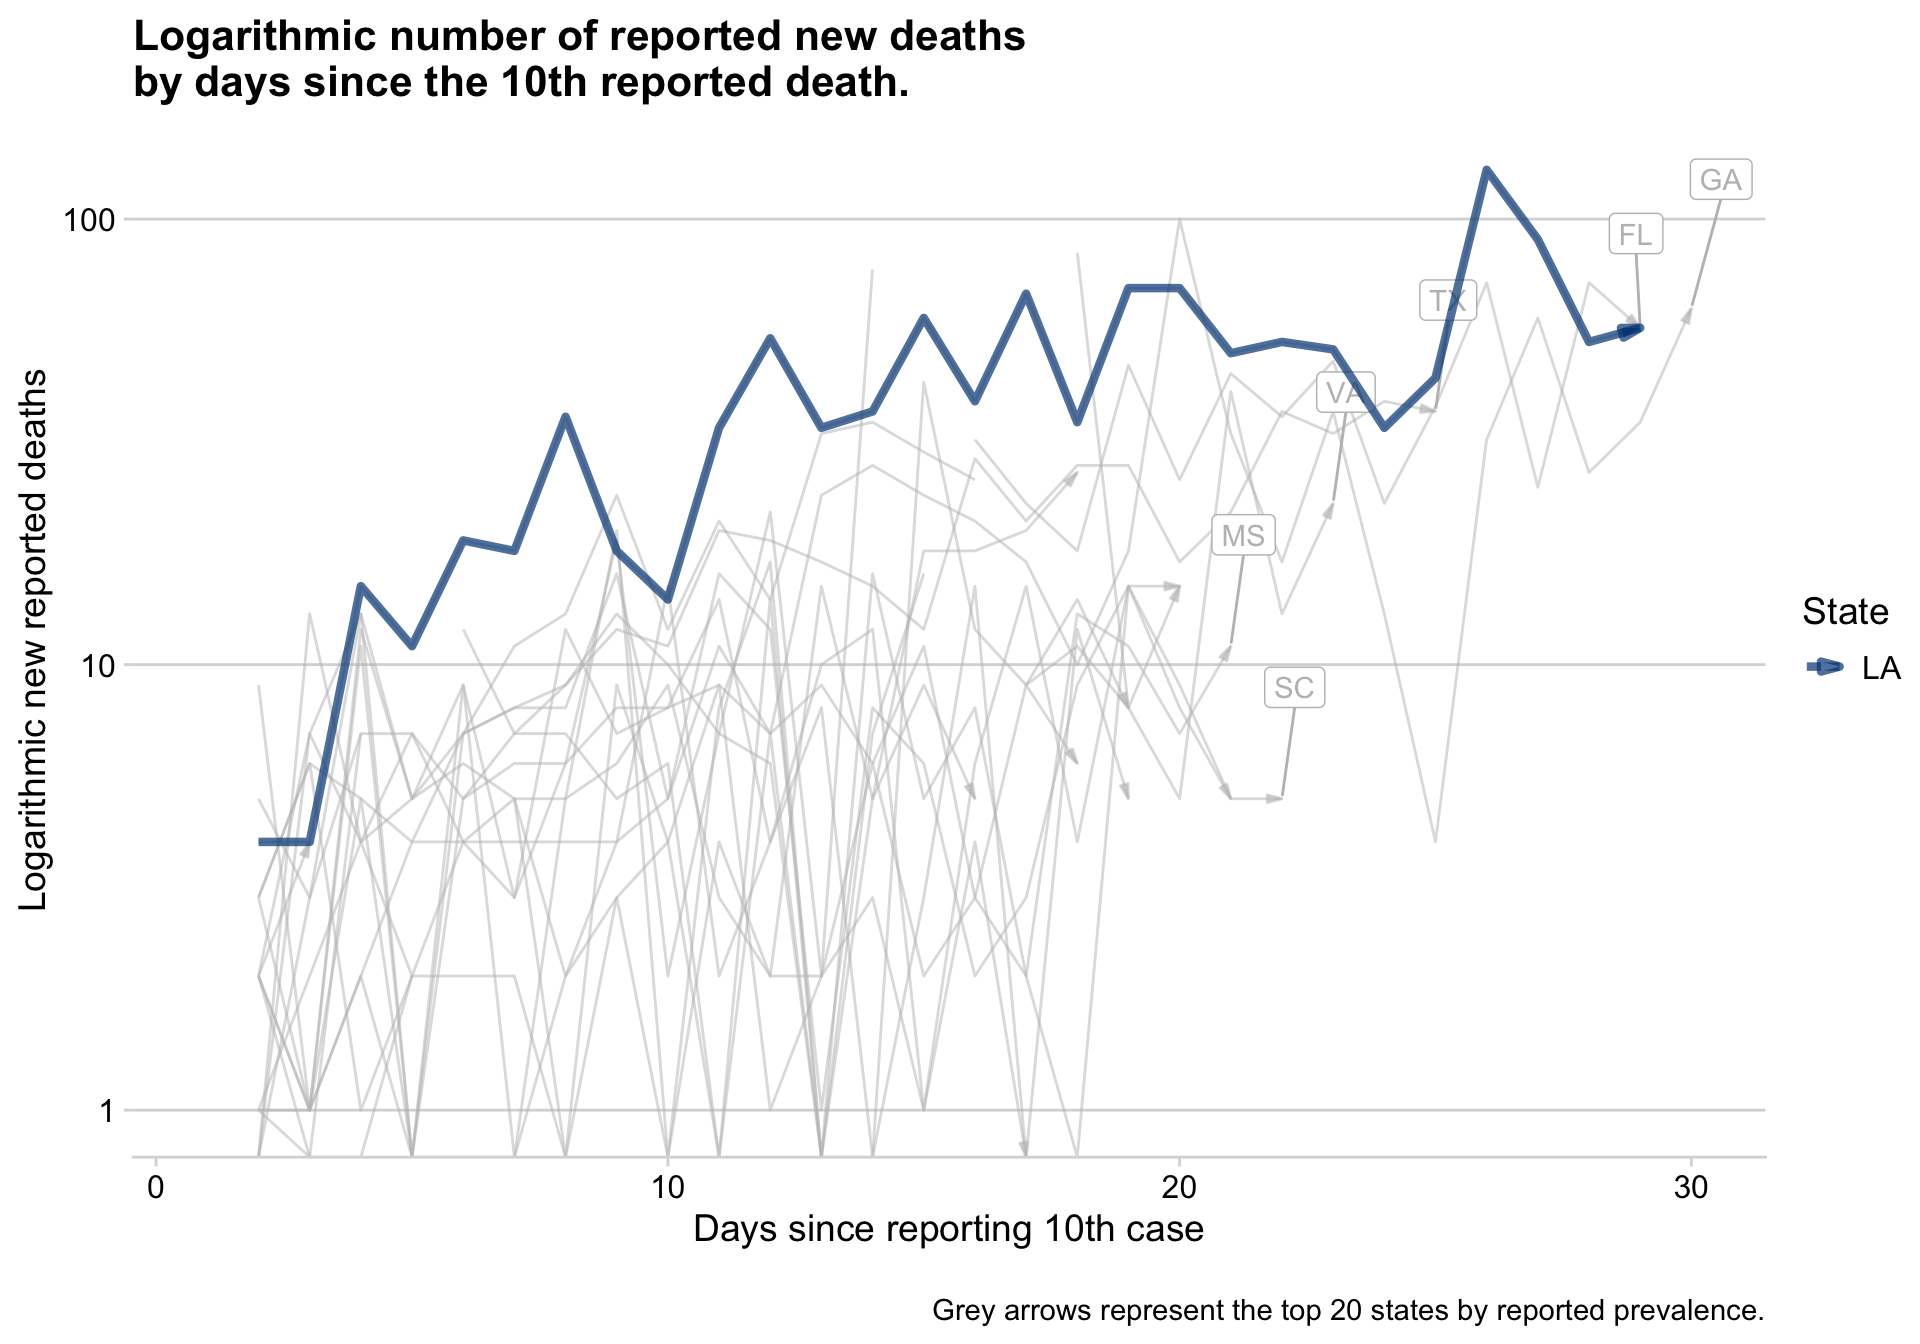 Logarithmic number of reported new deaths
by days since the 10th reported death.
Logarithmic new reported deaths
100
10
1
GA
FL
TX
VA
MS
SC
State
LA
0 10 20 30
Days since reporting 10th case
Grey arrows represent the top 20 states by reported prevalence.